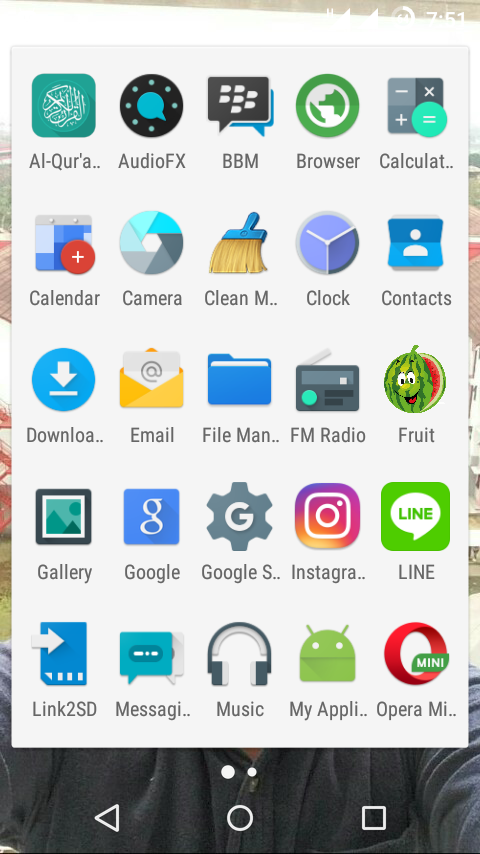 7:51
Al-Qur'a..
AudioFX
BBM
Browser
Calculat..
Calendar
Camera
Clean M..
Clock
Contacts
Downloa..
Email
File Man..
FM Radio
Fruit
Gallery
Google
Google S..
Instagra..
LINE
LINE
Link2SD
Messagi..
Music
My Appli..
MINI
Opera Mi..